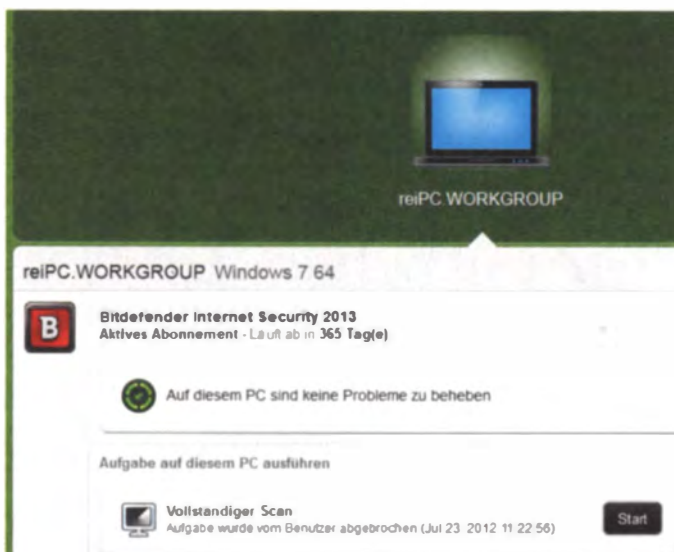 reiPC.WORKGROUP
reiPC.WORKGROUP Windows 7 64
B
Bitdefender Internet Security 2013
Aktives Abonnement - Läuft ab in 365 Tag(e)
Auf diesem PC sind keine Probleme zu beheben
Aufgabe auf diesem PC ausführen
Vollständiger Scan
Aufgabe wurde vom Benutzer abgebrochen (Jul 23, 2012 11:22:56)
Start